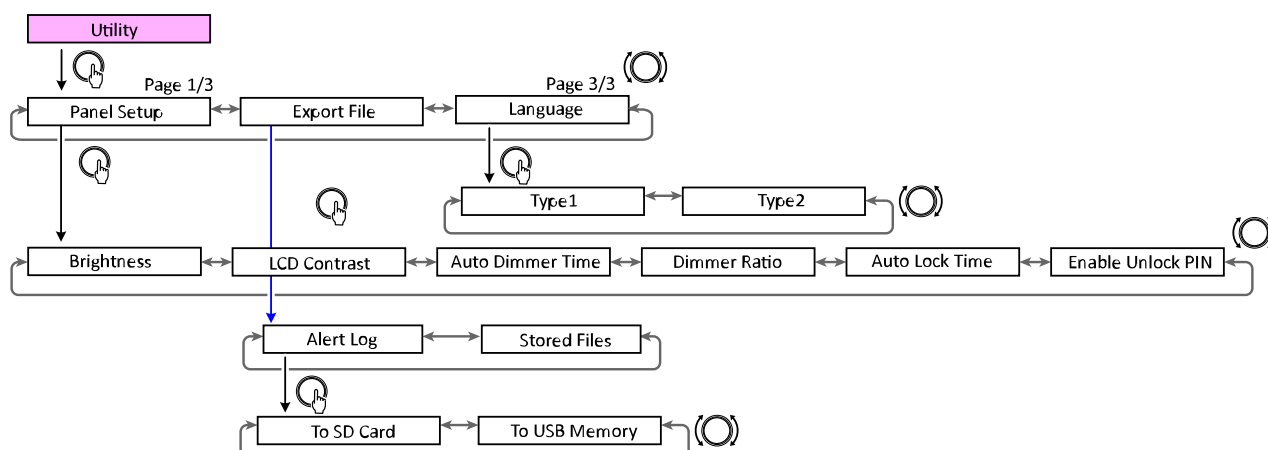 Utility
Page 1/3
Page 3/3
Panel Setup
Export File
Language
Type1
Type2
Brightness
LCD Contrast
Auto Dimmer Time
Dimmer Ratio
Auto Lock Time
Enable Unlock PIN
Alert Log
Stored Files
To SD Card
To USB Memory